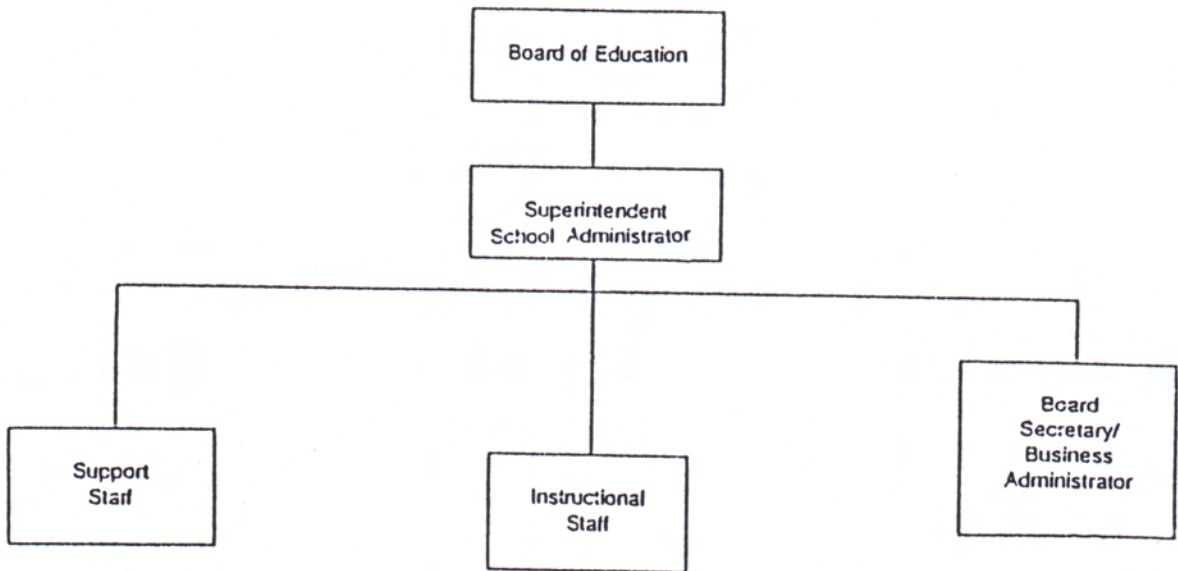 Board of Education
Superintendent
School Administrator
Support
Staff
Instructional
Staff
Board
Secretary/
Business
Administrator